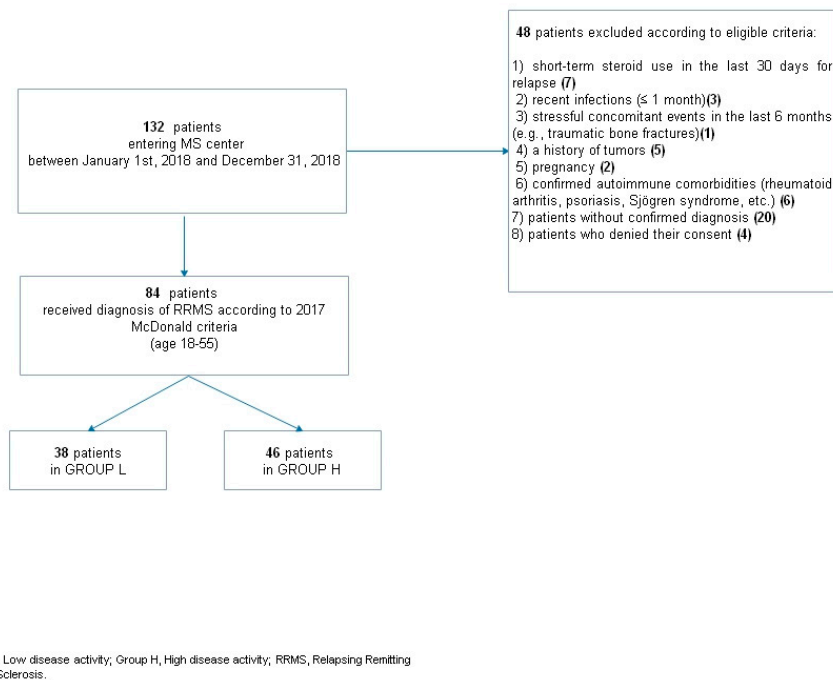 48 patients excluded according to eligible criteria:
1) short-term steroid use in the last 30 days for
relapse (7)
2) recent infections (≤ 1 month)(3)
3) stressful concomitant events in the last 6 months
(e.g., traumatic bone fractures)(1)
4) a history of tumors (5)
5) pregnancy (2)
6) confirmed autoimmune comorbidities (rheumatoid
arthritis, psoriasis, Sjögren syndrome, etc.) (6)
7) patients without confirmed diagnosis (20)
8) patients who denied their consent (4)
132 patients
entering MS center
between January 1st, 2018 and December 31, 2018
84 patients
received diagnosis of RRMS according to 2017
McDonald criteria
(age 18-55)
38 patients
in GROUP L
46 patients
in GROUP H
Low disease activity; Group H, High disease activity; RRMS, Relapsing Remitting
Sclerosis.